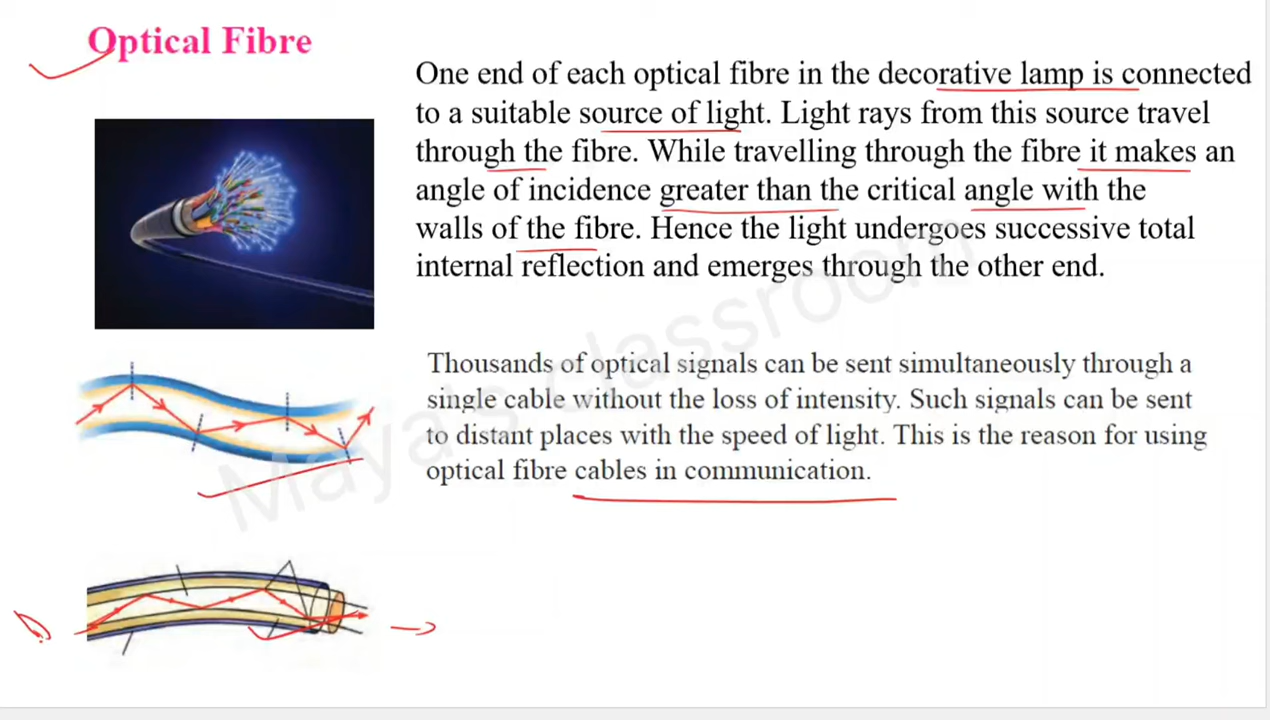 Optical Fibre
One end of each optical fibre in the decorative lamp is connected
to a suitable source of light. Light rays from this source travel
through the fibre. While travelling through the fibre it makes an
angle of incidence greater than the critical angle with the
walls of the fibre. Hence the light undergoes successive total
internal reflection and emerges through the other end.
Thousands of optical signals can be sent simultaneously through a
single cable without the loss of intensity. Such signals can be sent
to distant places with the speed of light. This is the reason for using
optical fibre cables in communication.
Maya's classroom